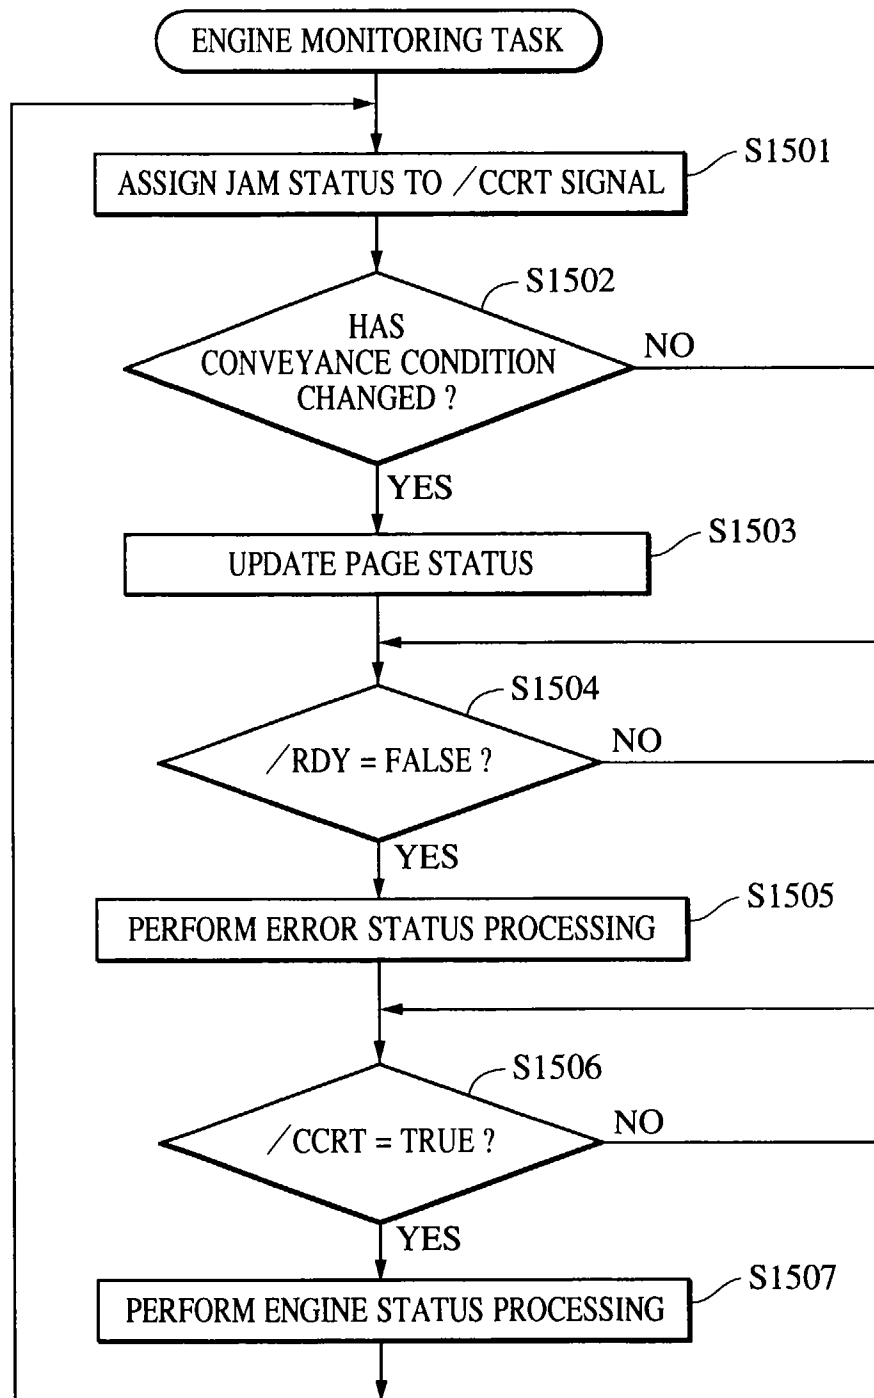 ENGINE MONITORING TASK
S1501
ASSIGN JAM STATUS TO /CCRT SIGNAL
S1502
HAS
CONVEYANCE CONDITION
CHANGED ?
NO
YES
S1503
UPDATE PAGE STATUS
S1504
/RDY = FALSE ?
NO
YES
S1505
PERFORM ERROR STATUS PROCESSING
S1506
/CCRT = TRUE ?
NO
YES
S1507
PERFORM ENGINE STATUS PROCESSING